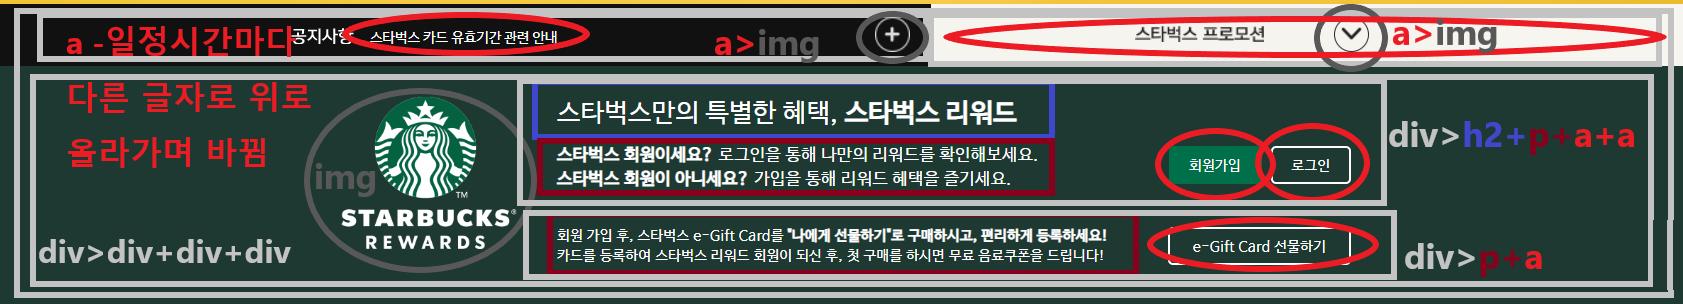 a -일정시간마다
공지사항
스타벅스 카드 유효기간 관련 안내
a>img
스타벅스 프로모션
a>img
다른 글자로 위로
올라가며 바뀜
스타벅스만의 특별한 혜택, 스타벅스 리워드
div>h2+p+a+a
스타벅스 회원이세요? 로그인을 통해 나만의 리워드를 확인해보세요.
스타벅스 회원이 아니세요? 가입을 통해 리워드 혜택을 즐기세요.
회원가입
로그인
img
TM
STARBUCKS®
REWARDS
div>div+div+div
회원 가입 후, 스타벅스 e-Gift Card를 "나에게 선물하기"로 구매하시고, 편리하게 등록하세요!
카드를 등록하여 스타벅스 리워드 회원이 되신 후, 첫 구매를 하시면 무료 음료쿠폰을 드립니다!
e-Gift Card 선물하기
div>p+a